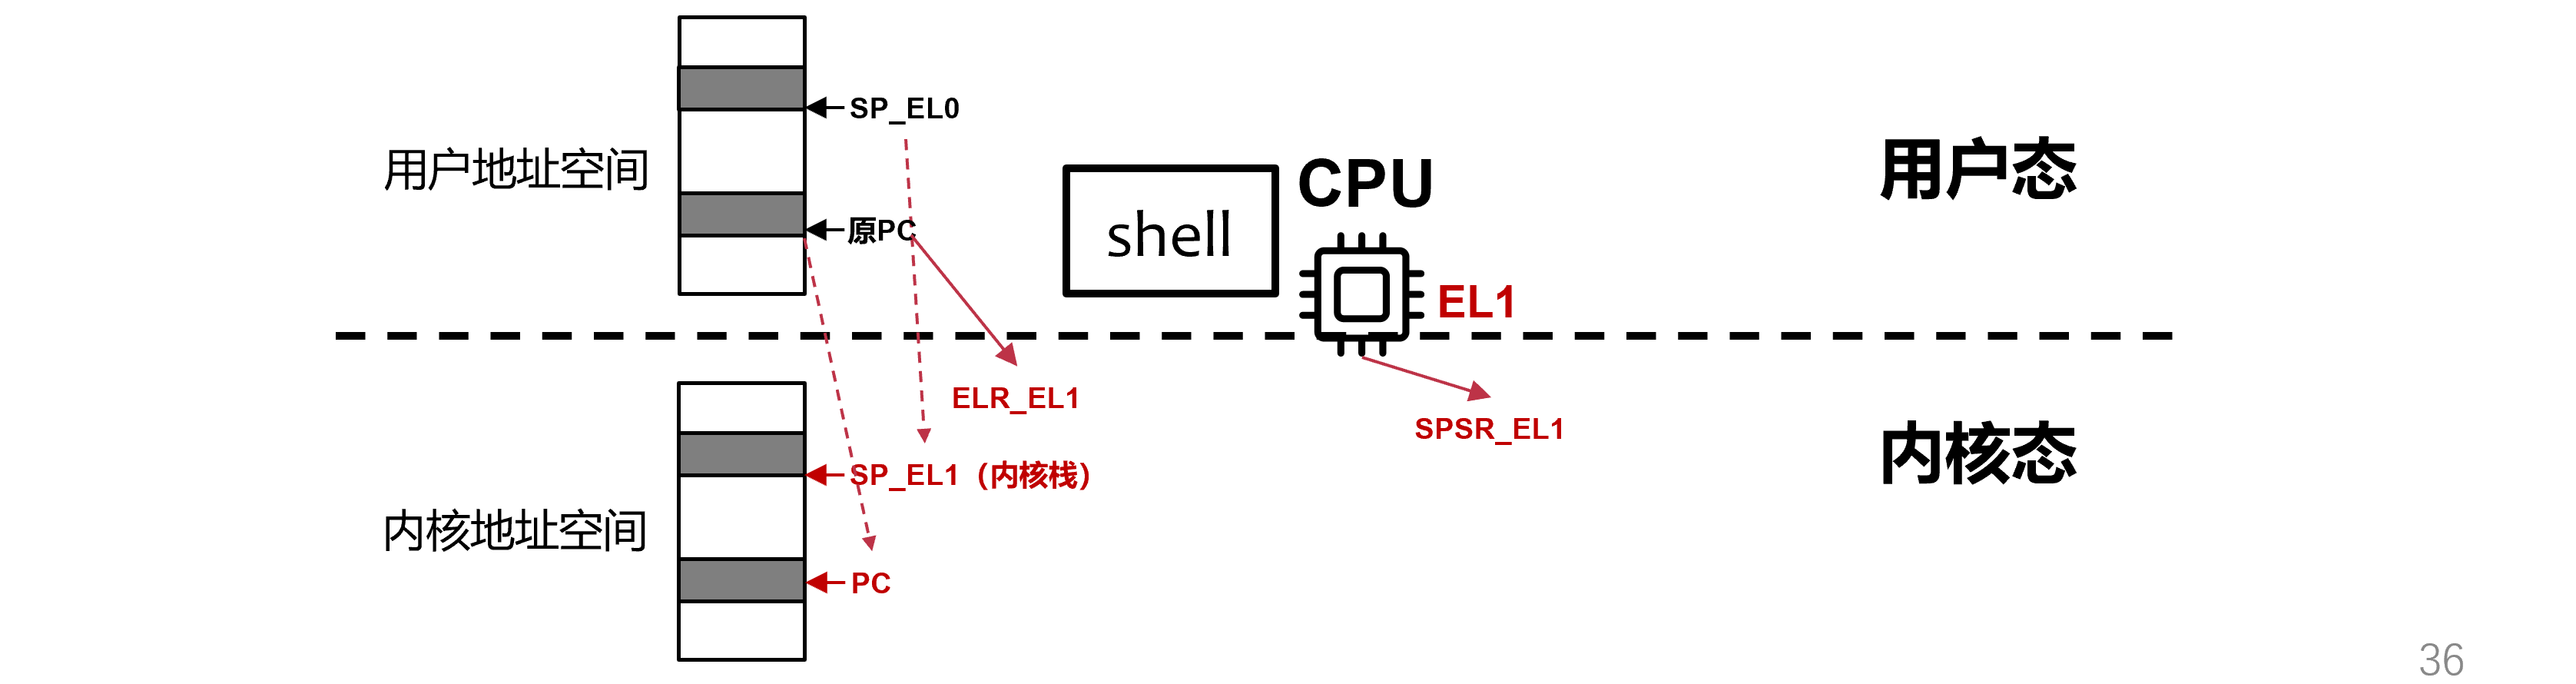 SP_EL0
用户地址空间
原PC
shell
CPU
EL1
用户态
ELR_EL1
SPSR_EL1
内核态
SP_EL1（内核栈）
内核地址空间
PC
36